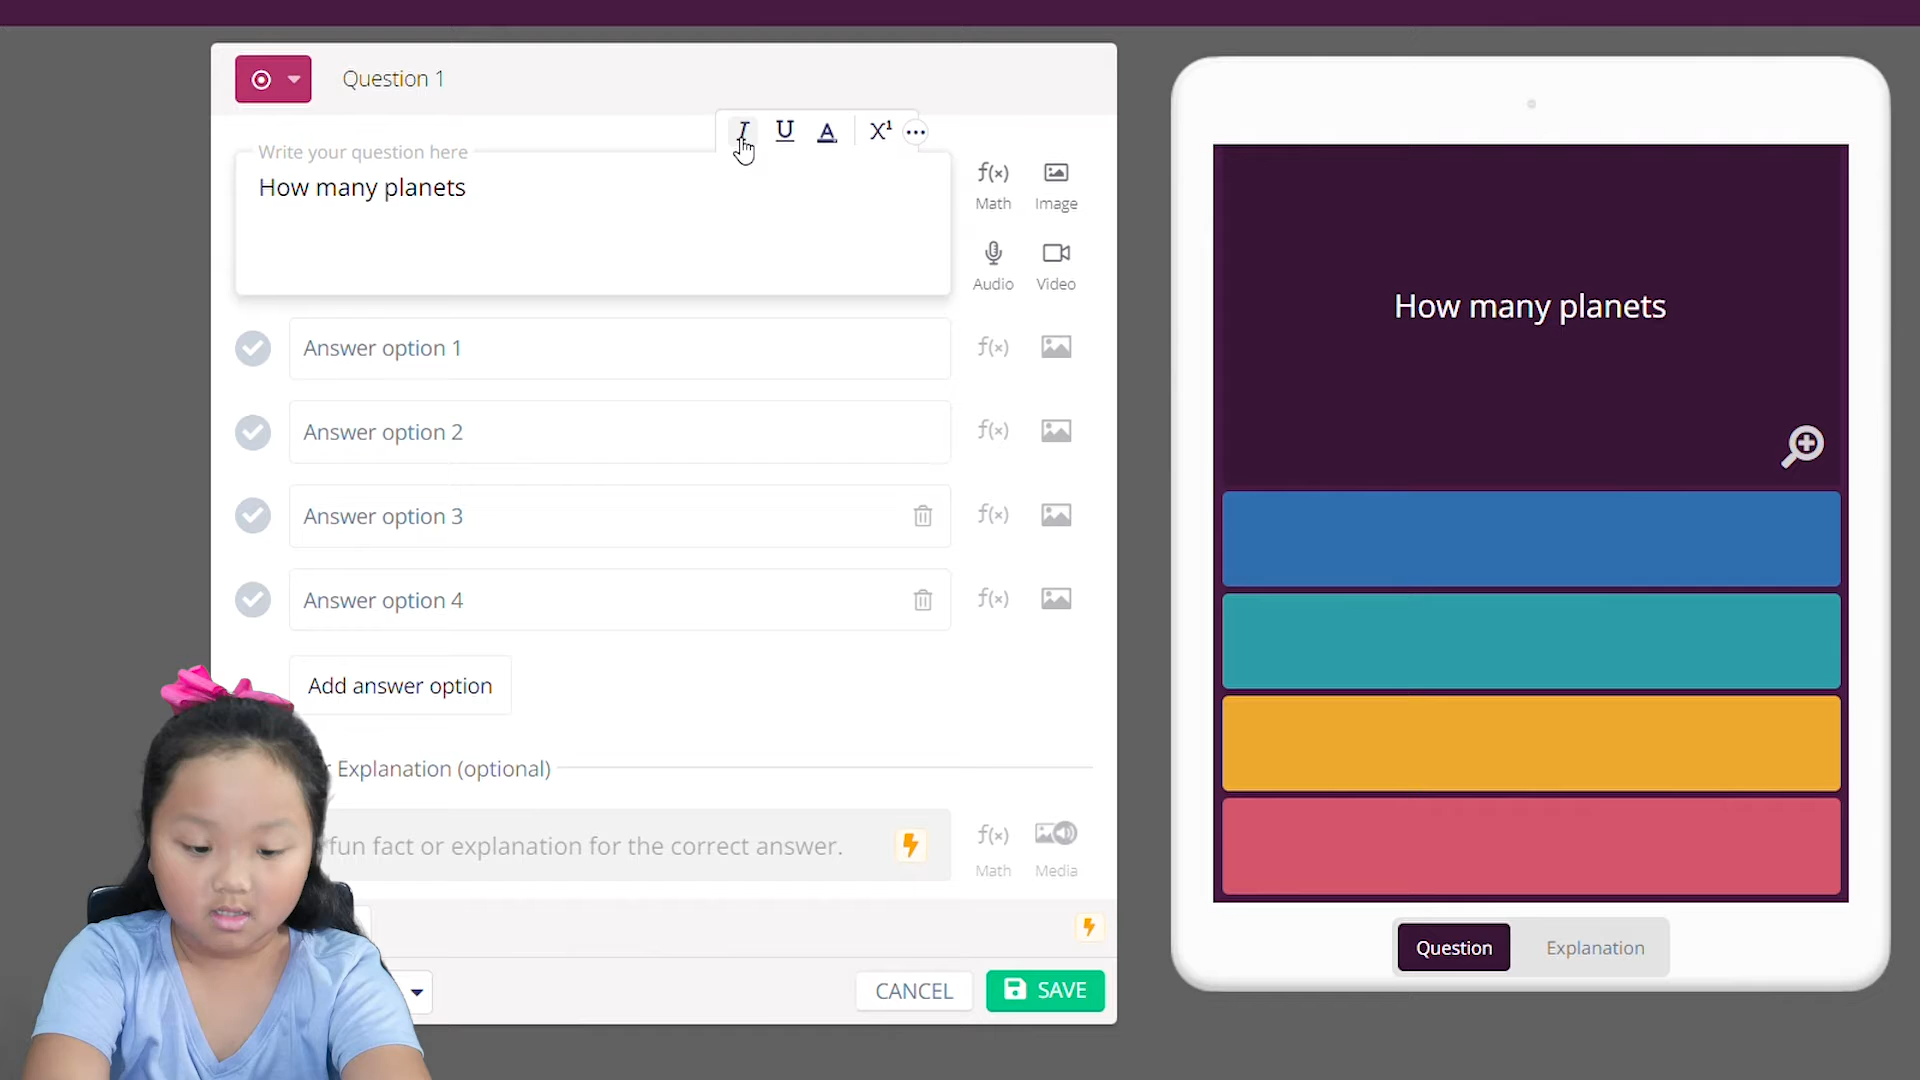 Question 1
I U A X¹ ...
Write your question here
How many planets
f(x) Math
Image
Audio
Video
Answer option 1
f(x)
Answer option 2
f(x)
Answer option 3
f(x)
Answer option 4
f(x)
Add answer option
Explanation (optional)
fun fact or explanation for the correct answer.
f(x) Math
Media
CANCEL
SAVE
How many planets
Question
Explanation